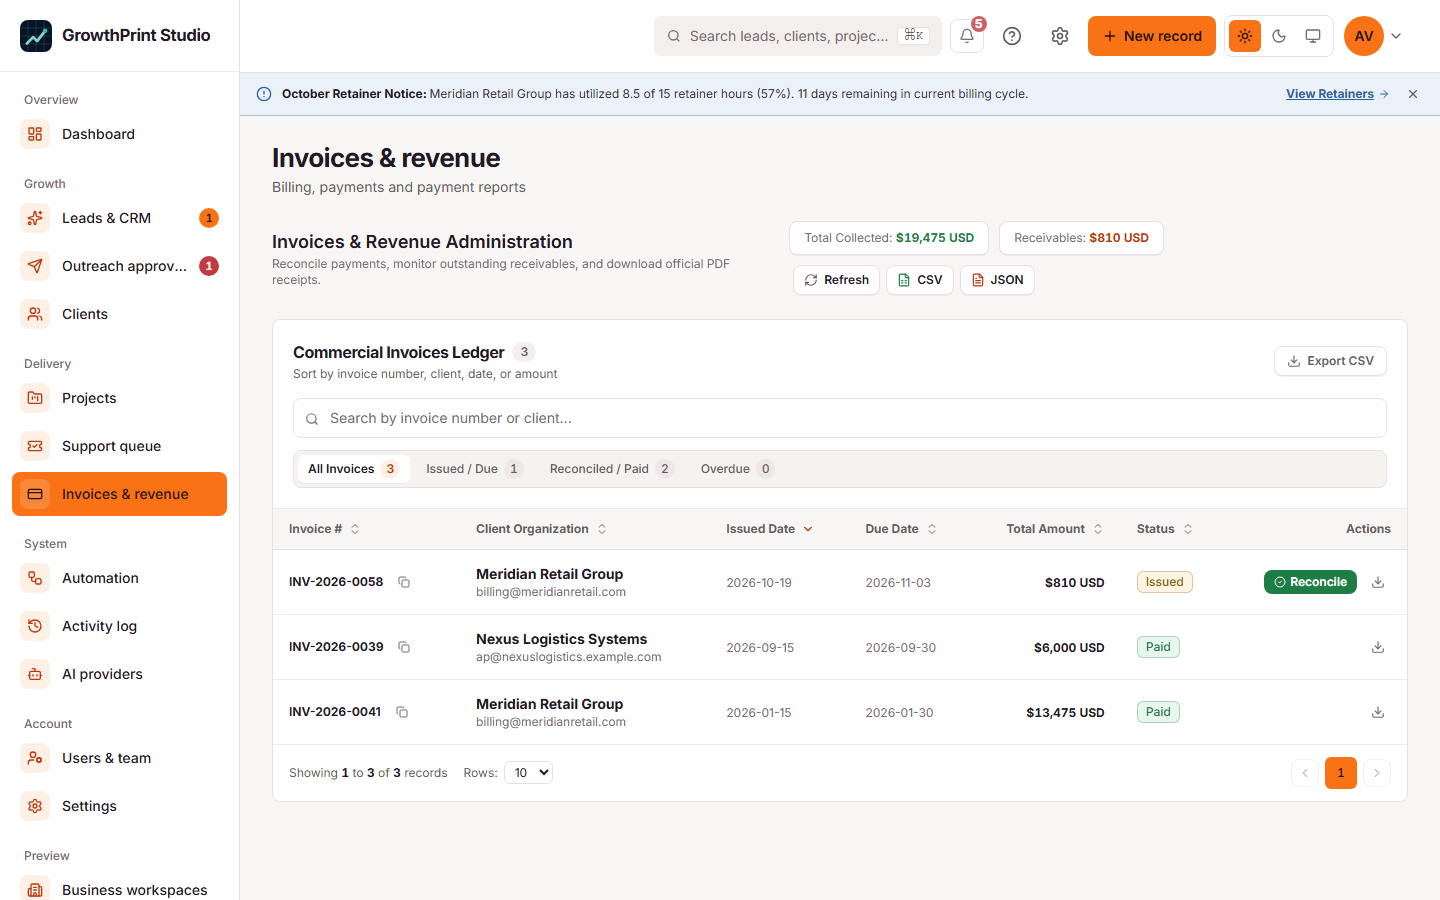 GrowthPrint Studio
Search leads, clients, projec...
⌘K
5
New record
AV
October Retainer Notice: Meridian Retail Group has utilized 8.5 of 15 retainer hours (57%). 11 days remaining in current billing cycle.
View Retainers
Overview
Dashboard
Growth
Leads & CRM 1
Outreach approv... 1
Clients
Delivery
Projects
Support queue
Invoices & revenue
System
Automation
Activity log
AI providers
Account
Users & team
Settings
Preview
Business workspaces
Invoices & revenue
Billing, payments and payment reports
Invoices & Revenue Administration
Reconcile payments, monitor outstanding receivables, and download official PDF
receipts.
Total Collected: $19,475 USD
Receivables: $810 USD
Refresh
CSV
JSON
Commercial Invoices Ledger 3
Sort by invoice number, client, date, or amount
Export CSV
Search by invoice number or client...
All Invoices 3 Issued / Due 1 Reconciled / Paid 2 Overdue 0
Invoice # Client Organization Issued Date Due Date Total Amount Status Actions
INV-2026-0058 Meridian Retail Group 2026-10-19 2026-11-03 $810 USD Issued Reconcile
billing@meridianretail.com
INV-2026-0039 Nexus Logistics Systems 2026-09-15 2026-09-30 $6,000 USD Paid
ap@nexuslogistics.example.com
INV-2026-0041 Meridian Retail Group 2026-01-15 2026-01-30 $13,475 USD Paid
billing@meridianretail.com
Showing 1 to 3 of 3 records Rows: 10
1